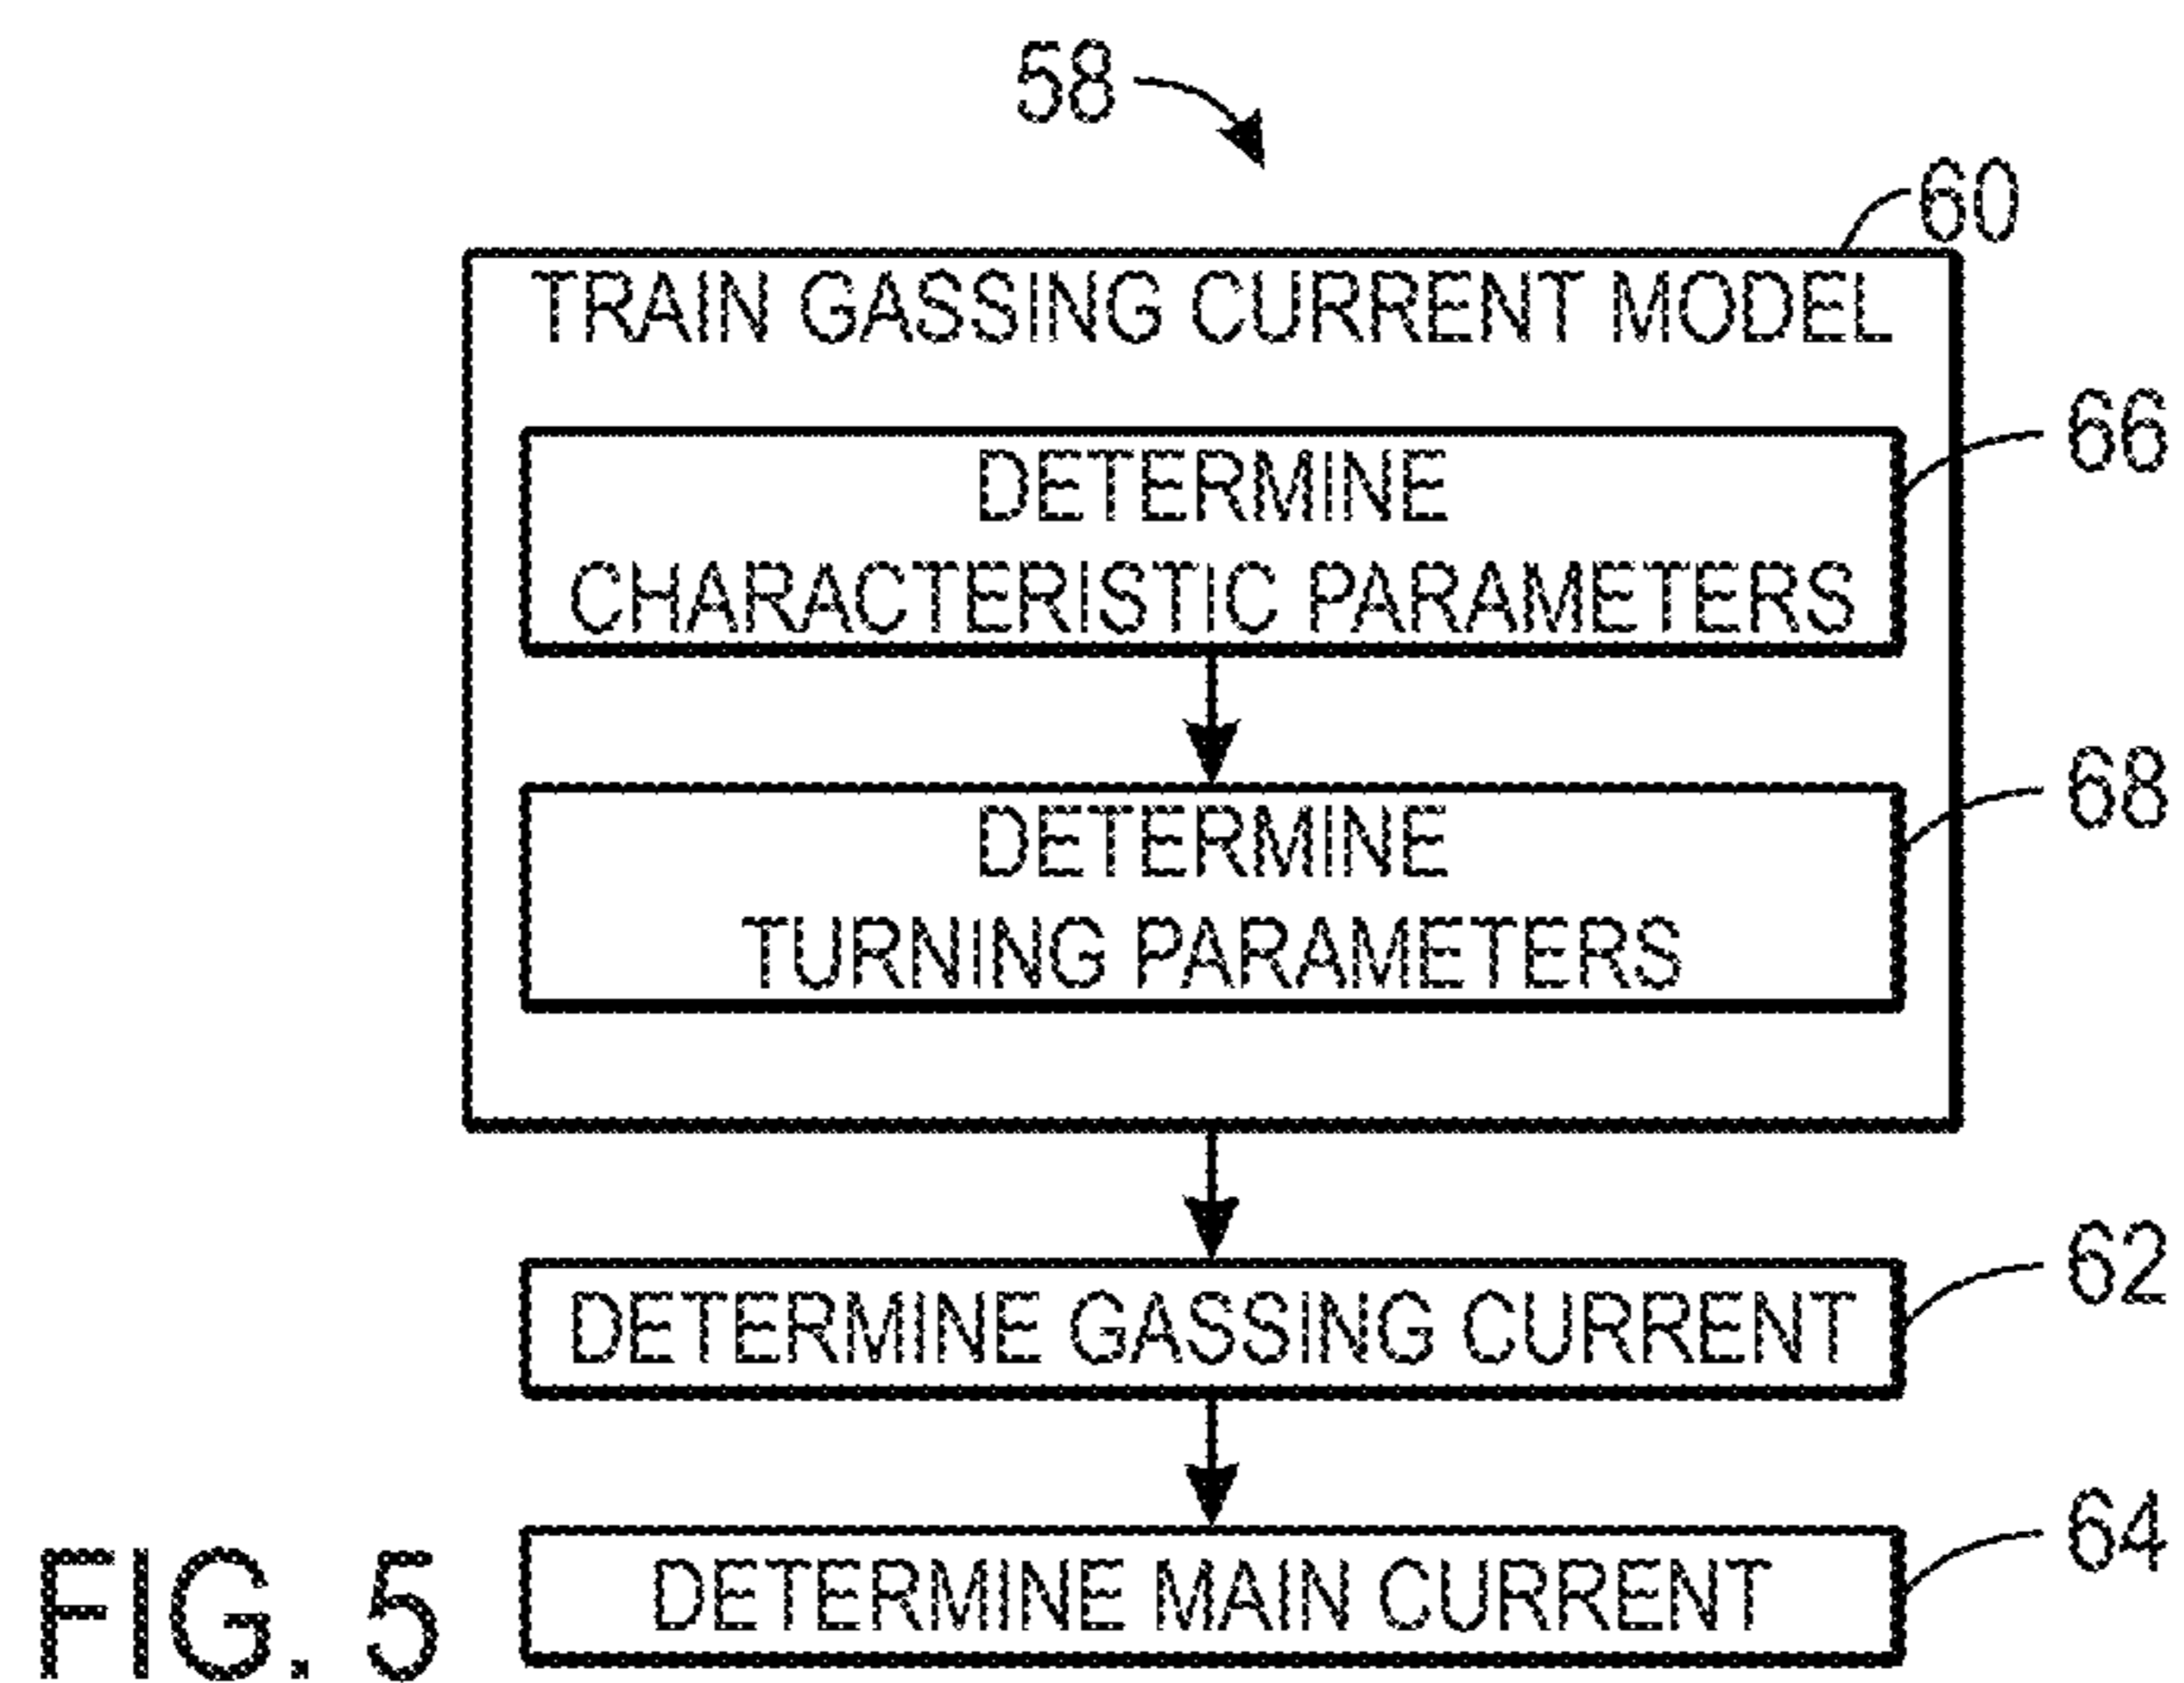 58
60
TRAIN GASSING CURRENT MODEL
66
DETERMINE
CHARACTERISTIC PARAMETERS
68
DETERMINE
TURNING PARAMETERS
62
DETERMINE GASSING CURRENT
64
DETERMINE MAIN CURRENT
FIG. 5